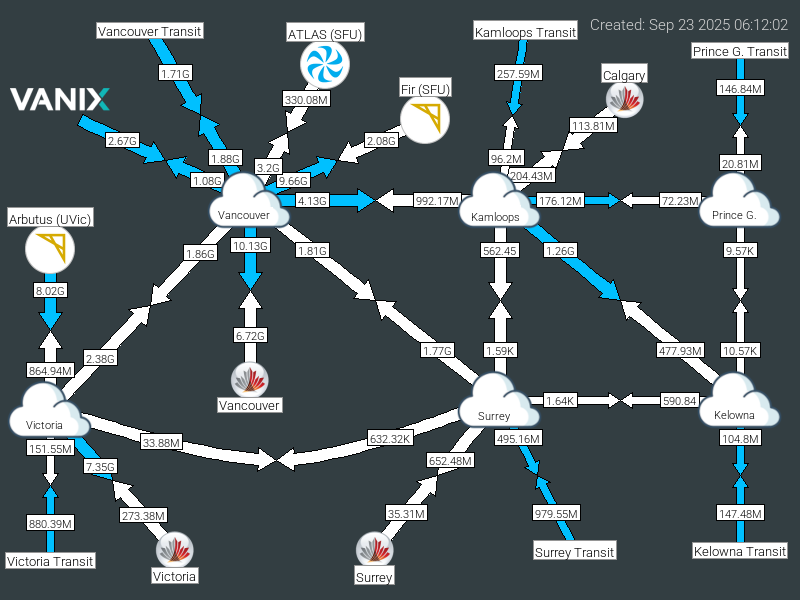 Created: Sep 23 2025 06:12:02
Vancouver Transit
ATLAS (SFU)
Kamloops Transit
Prince G. Transit
1.71G
257.59M
Calgary
146.84M
VANIX
330.08M
Fir (SFU)
113.81M
2.67G
2.08G
1.88G
3.2G
96.2M
20.81M
1.08G
9.66G
204.43M
4.13G
992.17M
176.12M
72.23M
Arbutus (UVic)
Vancouver
Kamloops
Prince G.
10.13G
1.86G
1.81G
562.45
1.26G
9.57K
8.02G
6.72G
2.38G
1.77G
1.59K
477.93M
10.57K
864.94M
Vancouver
1.64K
590.84
Victoria
Surrey
Kelowna
151.55M
33.88M
632.32K
495.16M
104.8M
7.35G
652.48M
880.39M
273.38M
35.31M
979.55M
147.48M
Victoria Transit
Victoria
Surrey
Surrey Transit
Kelowna Transit